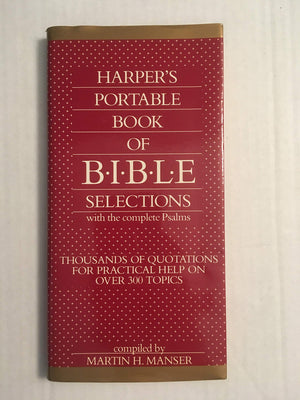 HARPER'S
PORTABLE
BOOK
OF
B·I·B·L·E
SELECTIONS
with the complete Psalms
THOUSANDS OF QUOTATIONS
FOR PRACTICAL HELP ON
OVER 300 TOPICS
compiled by
MARTIN H. MANSER